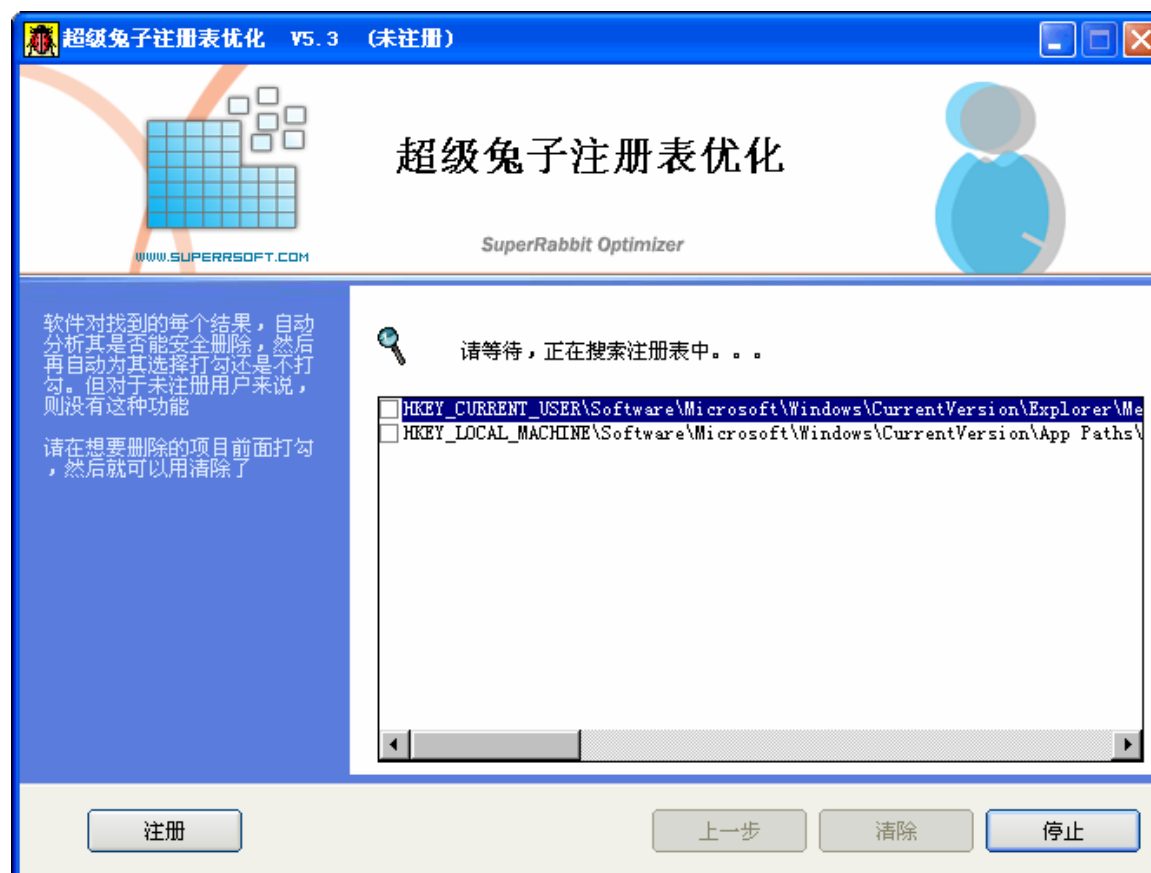 超级兔子注册表优化 V5.3 (未注册)
超级兔子注册表优化
SuperRabbit Optimizer
WWW.SUPERRSOFT.COM
软件对找到的每个结果，自动
分析其是否能安全删除，然后
再自动为其选择打勾还是不打
勾。但对于未注册用户来说，
则没有这种功能
请在想要删除的项目前面打勾
，然后就可以用清除了
请等待，正在搜索注册表中。。。
HKEY_CURRENT_USER\Software\Microsoft\Windows\CurrentVersion\Explorer\Me
HKEY_LOCAL_MACHINE\Software\Microsoft\Windows\CurrentVersion\App Paths\
注册
上一步
清除
停止